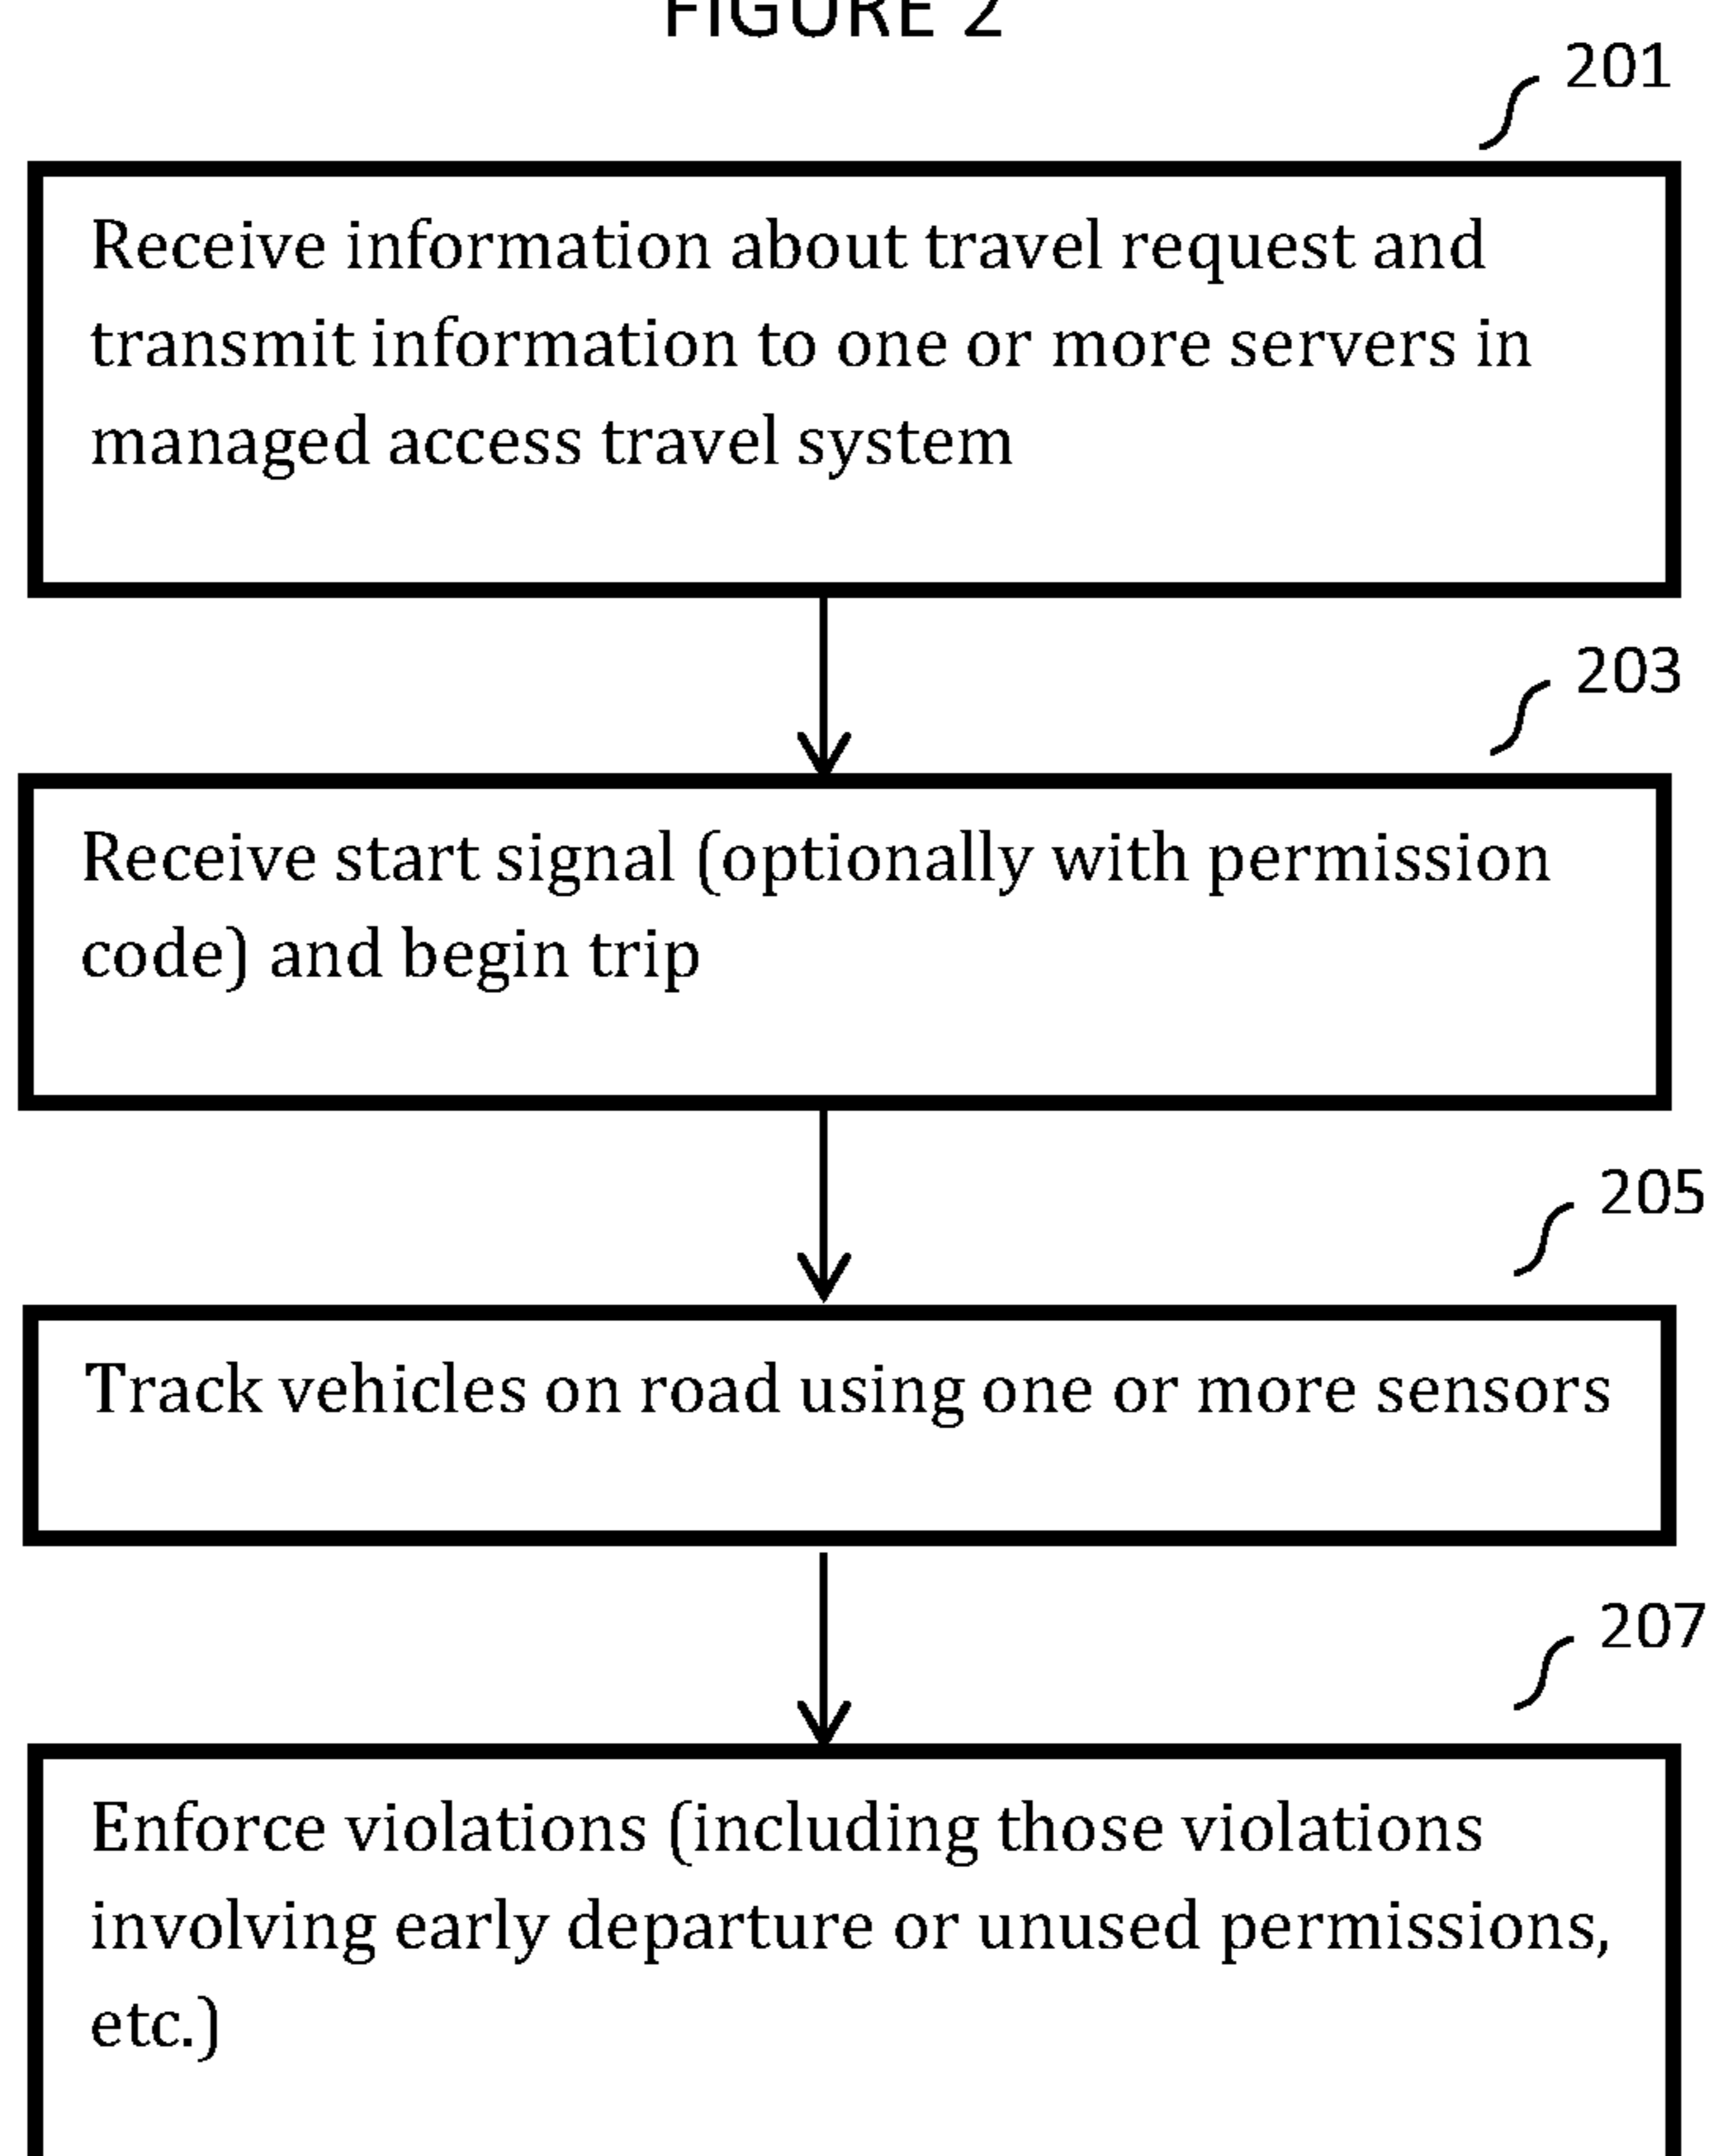 FIGURE 2
201
Receive information about travel request and
transmit information to one or more servers in
managed access travel system
203
Receive start signal (optionally with permission
code) and begin trip
205
Track vehicles on road using one or more sensors
207
Enforce violations (including those violations
involving early departure or unused permissions,
etc.)